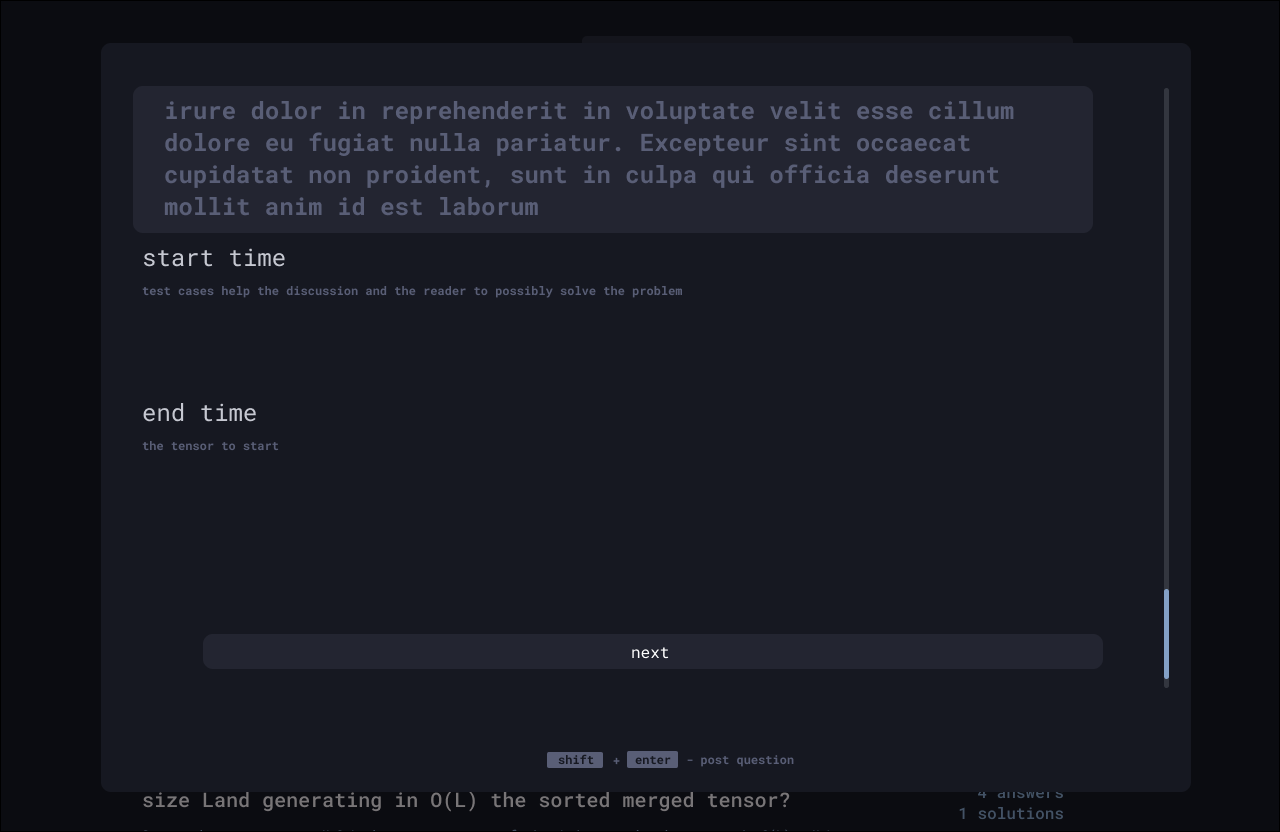 irure dolor in reprehenderit in voluptate velit esse cillum
dolore eu fugiat nulla pariatur. Excepteur sint occaecat
cupidatat non proident, sunt in culpa qui officia deserunt
mollit anim id est laborum
start time
test cases help the discussion and the reader to possibly solve the problem
end time
the tensor to start
next
shift + enter - post question
size Land generating in O(L) the sorted merged tensor?
4 answers
1 solutions